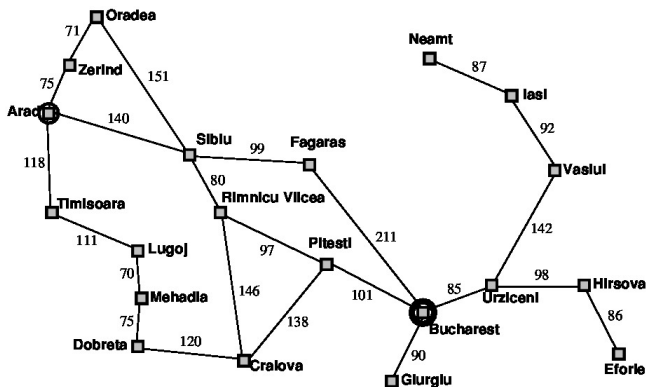 Oradea
71
Neamt
Zerind
87
75
151
Iasi
Arad
140
92
Sibiu
Fagaras
99
118
Vaslui
80
Timisoara
Rimnicu Vilcea
111
Lugoj
97
Pitesti
211
142
70
98
Hirsova
85
146
101
Urziceni
Mehadia
138
86
75
Bucharest
120
Dobreta
90
Craiova
Eforie
Giurgiu